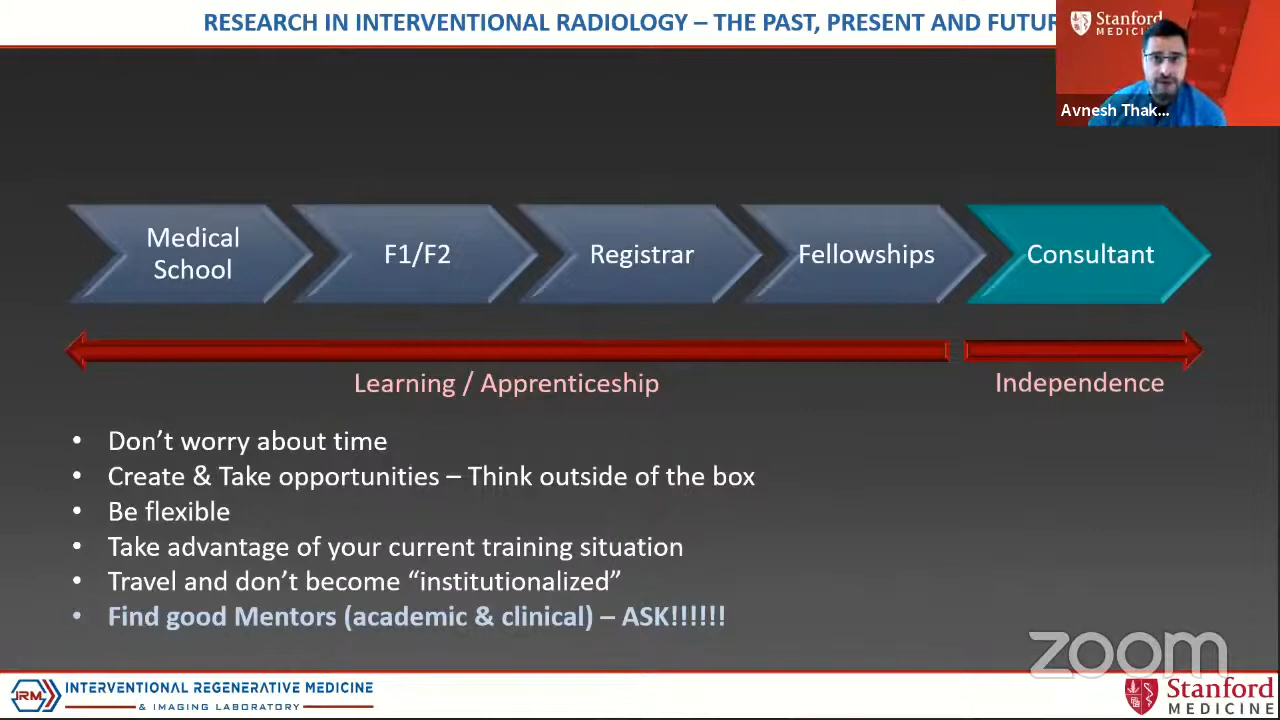 RESEARCH IN INTERVENTIONAL RADIOLOGY – THE PAST, PRESENT AND FUTUR
Stanford
MEDICINE
Avnesh Thak...
Medical
School
F1/F2
Registrar
Fellowships
Consultant
Learning / Apprenticeship
Independence
• Don’t worry about time
• Create & Take opportunities – Think outside of the box
• Be flexible
• Take advantage of your current training situation
• Travel and don’t become “institutionalized”
• Find good Mentors (academic & clinical) – ASK!!!!!!
zoom
IRM
INTERVENTIONAL REGENERATIVE MEDICINE
& IMAGING LABORATORY
Stanford
MEDICINE